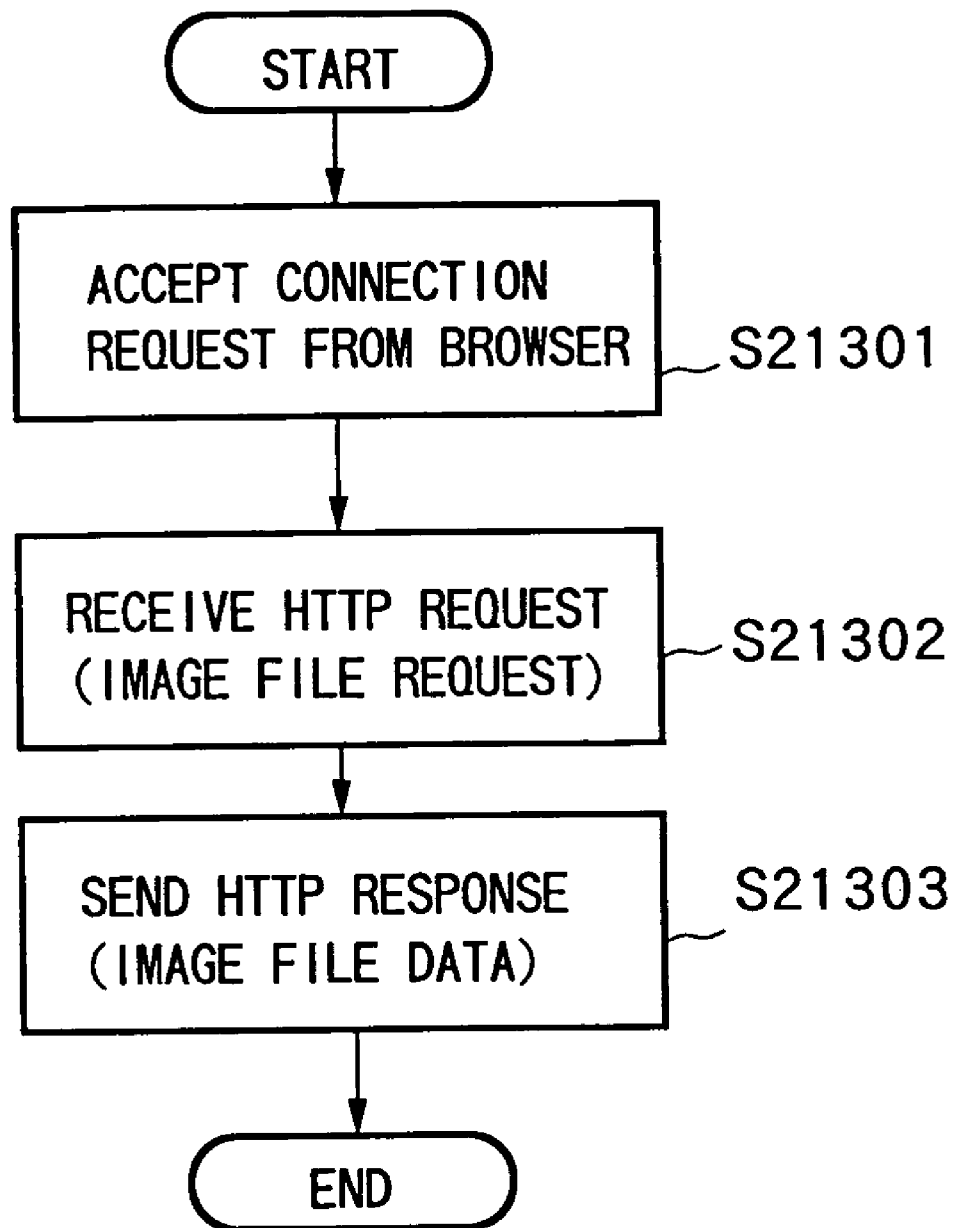 START
ACCEPT CONNECTION
REQUEST FROM BROWSER
S21301
RECEIVE HTTP REQUEST
(IMAGE FILE REQUEST)
S21302
SEND HTTP RESPONSE
(IMAGE FILE DATA)
S21303
END